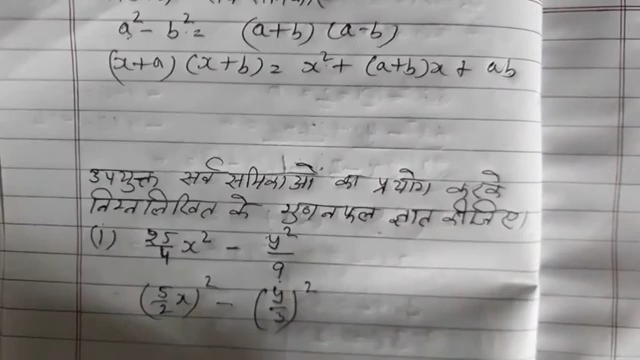 a² - b² = (a+b) (a-b)
(x+a) (x+b) = x² + (a+b)x + ab
उपयुक्त सर्व समिकाओं का प्रयोग करके
निम्नलिखित के गुणनफल ज्ञात कीजिए।
(i) 25/4 x² - y²/9
(5/2 x)² - (y/3)²